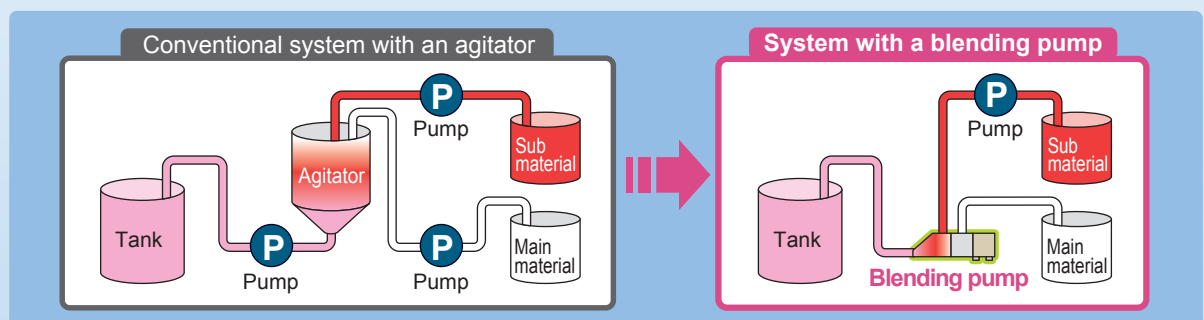 Conventional system with an agitator
P
Pump
Sub
material
Agitator
Tank
P
Pump
P
Pump
Main
material
System with a blending pump
P
Pump
Sub
material
Tank
Main
material
Blending pump